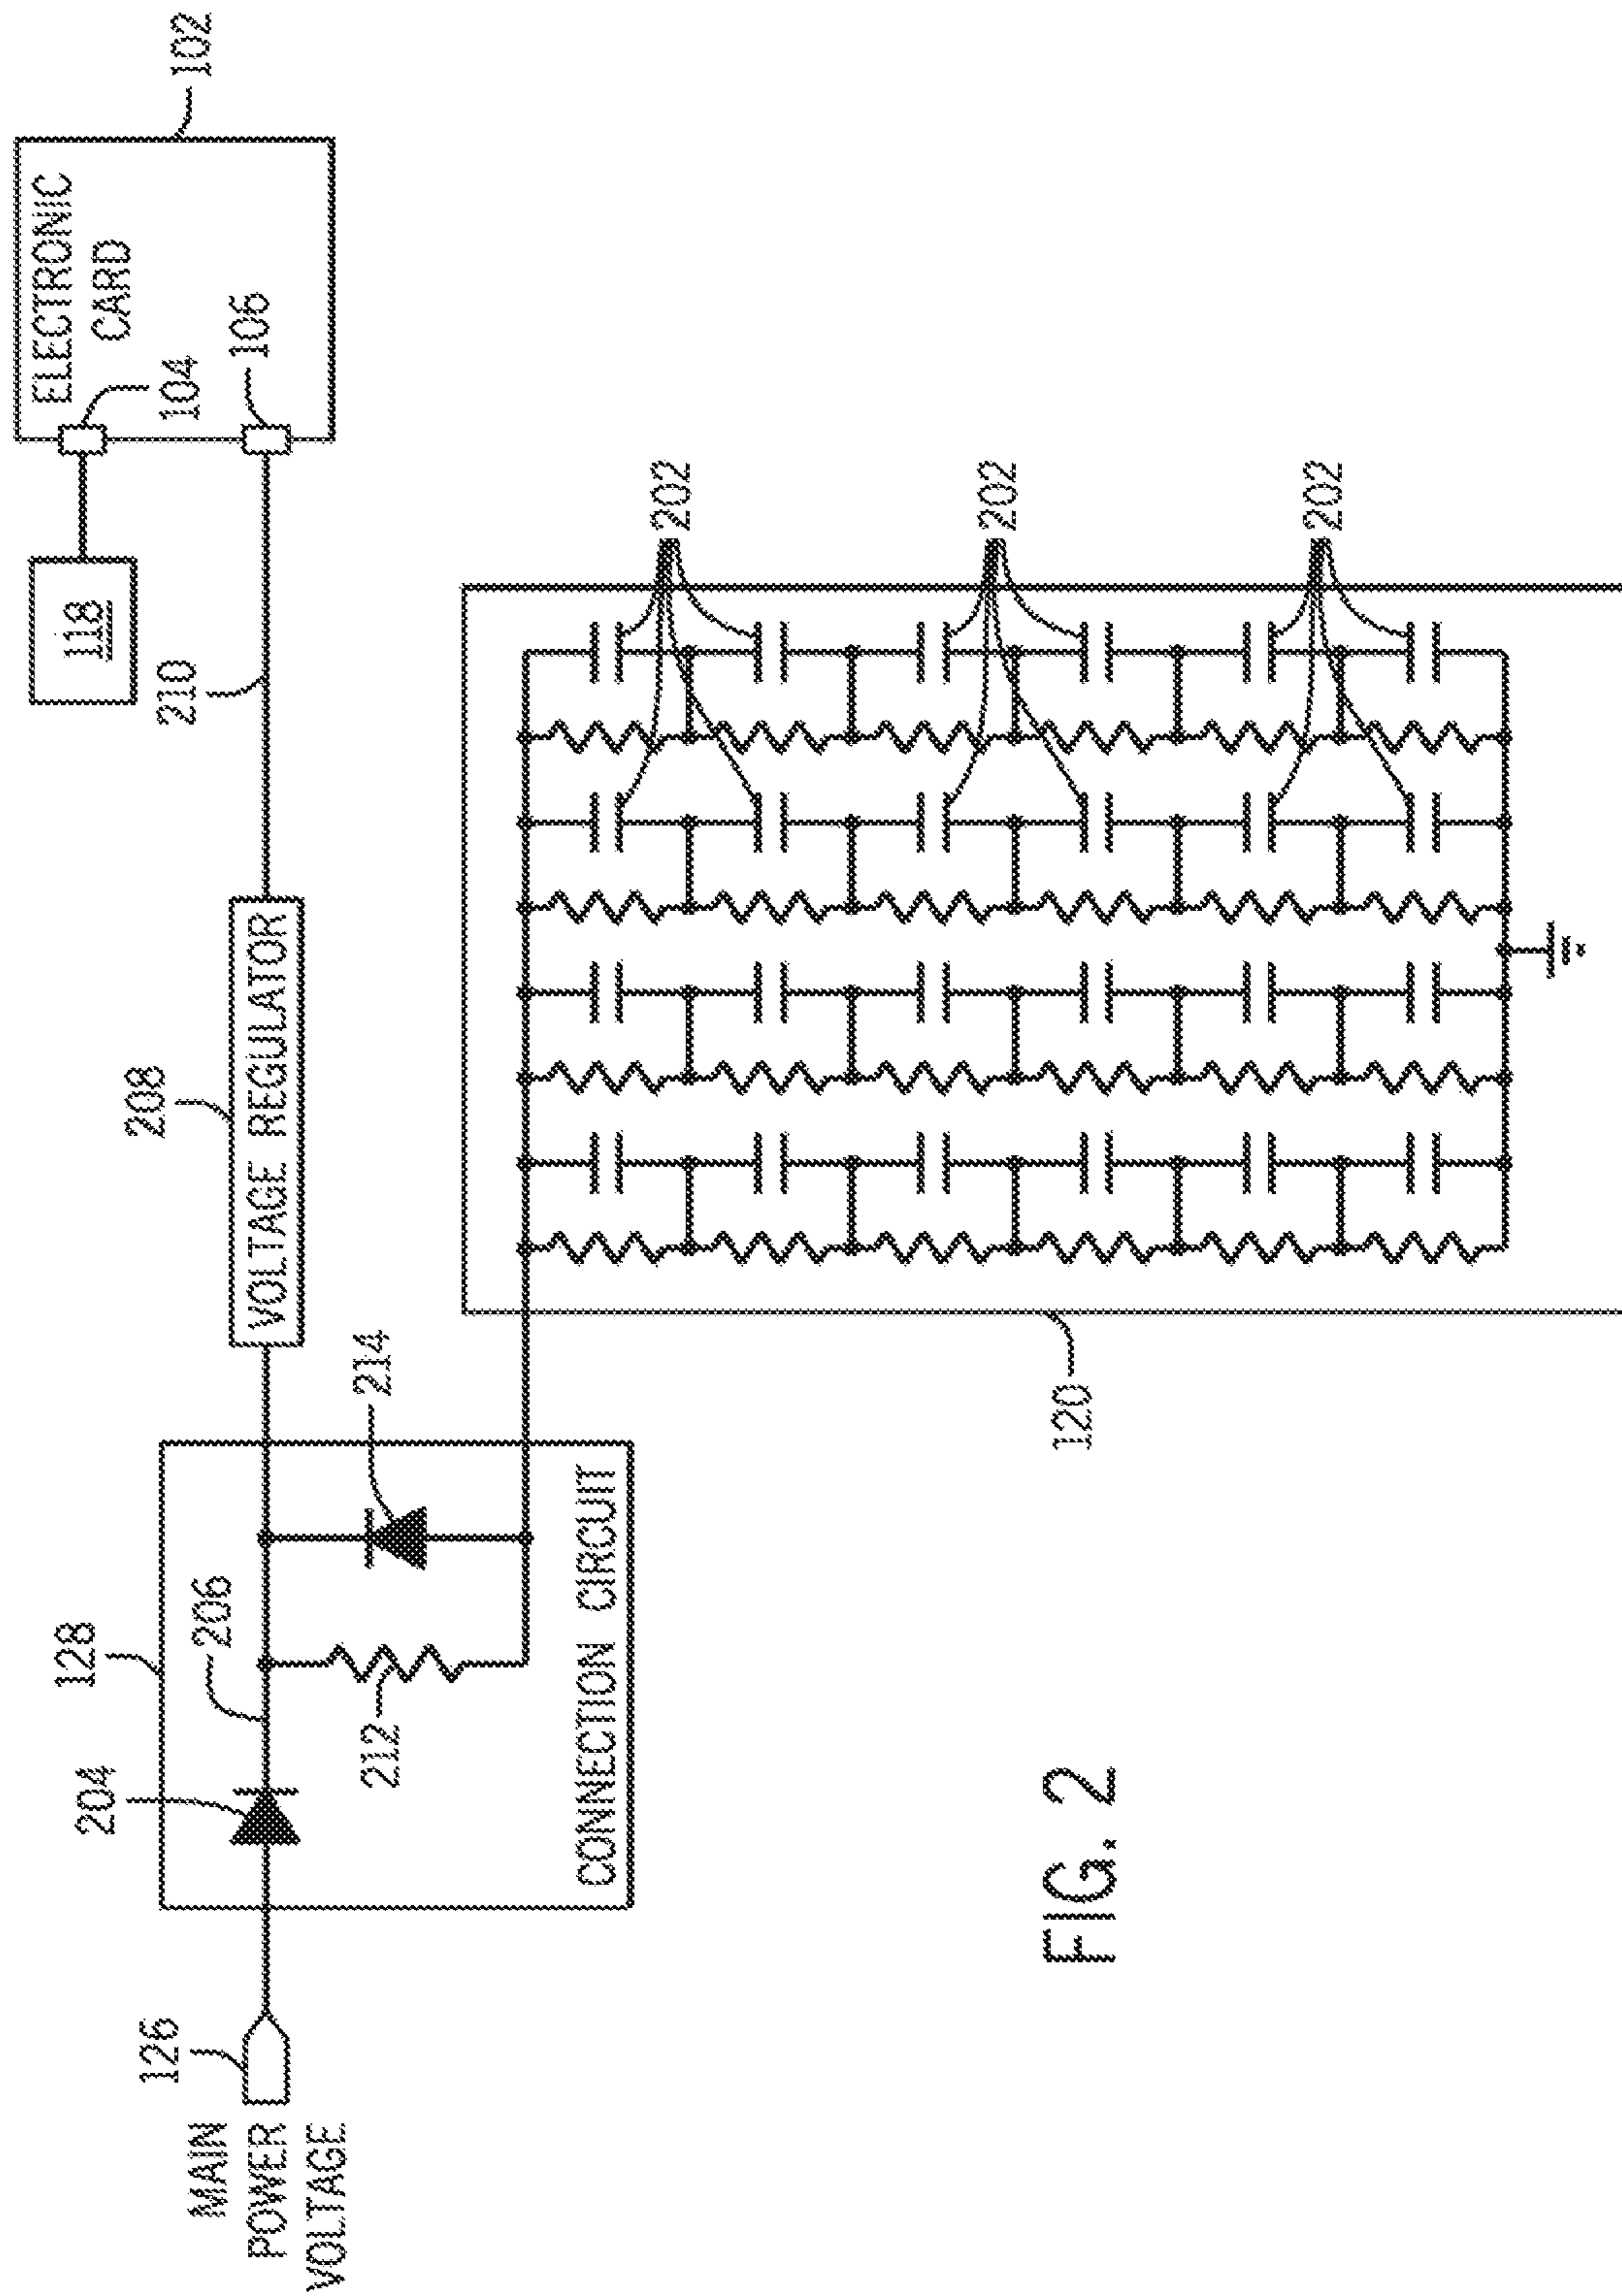 102
ELECTRONIC
CARD
104
106
118
210
208
VOLTAGE REGULATOR
202
202
202
214
128
206
204
212
CONNECTION CIRCUIT
120
126
MAIN
POWER
VOLTAGE
FIG. 2